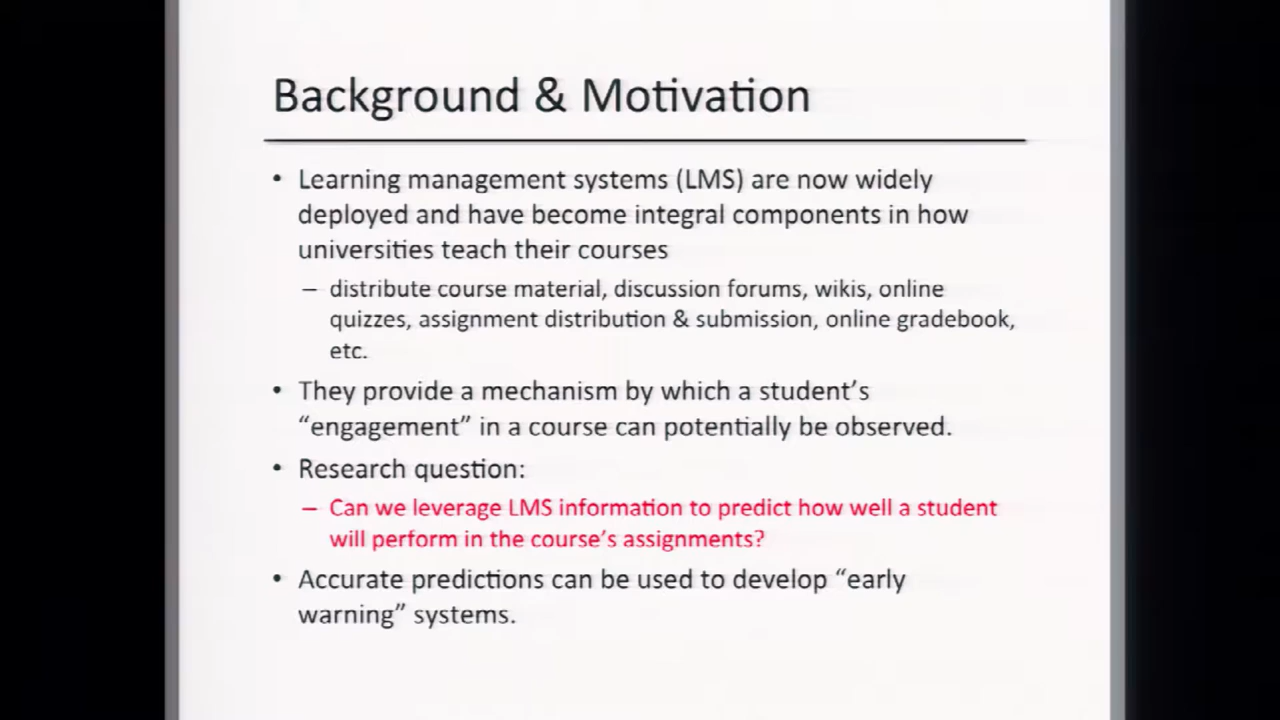 Background & Motivation
• Learning management systems (LMS) are now widely
deployed and have become integral components in how
universities teach their courses
– distribute course material, discussion forums, wikis, online
quizzes, assignment distribution & submission, online gradebook,
etc.
• They provide a mechanism by which a student’s
“engagement” in a course can potentially be observed.
• Research question:
– Can we leverage LMS information to predict how well a student
will perform in the course’s assignments?
• Accurate predictions can be used to develop “early
warning” systems.